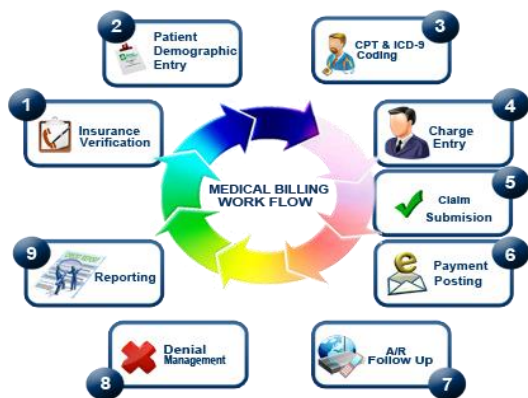 1
Insurance
Verification
2
Patient
Demographic
Entry
3
CPT & ICD-9
Coding
4
Charge
Entry
5
Claim
Submision
6
Payment
Posting
7
A/R
Follow Up
8
Denial
Management
9
Reporting
MEDICAL BILLING
WORK FLOW